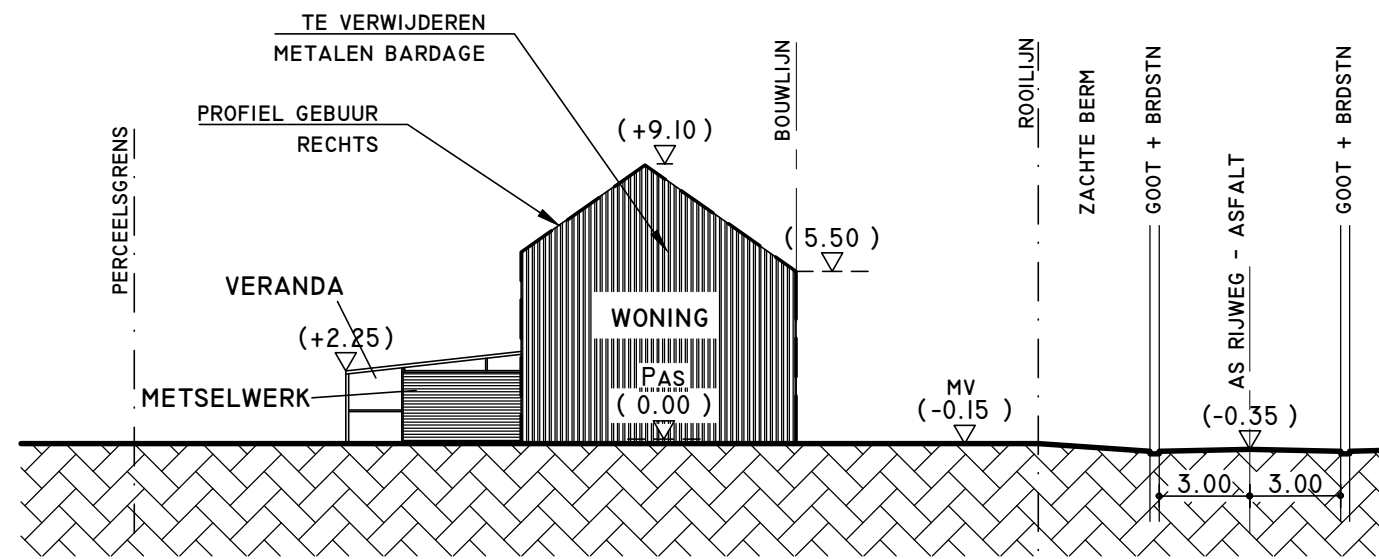 TE VERWIJDEREN
METALEN BARDAGE
PROFIEL GEBUUR
RECHTS
PERCEELSGRENS
VERANDA
(+2.25)
METSELWERK
(+9.10)
BOUWLIJN
(5.50)
WONING
PAS
(0.00)
MV
(-0.15)
ROOILIJN
ZACHTE BERM
GOOT + BRDSTN
AS RIJWEG - ASFALT
(-0.35)
GOOT + BRDSTN
3.00
3.00